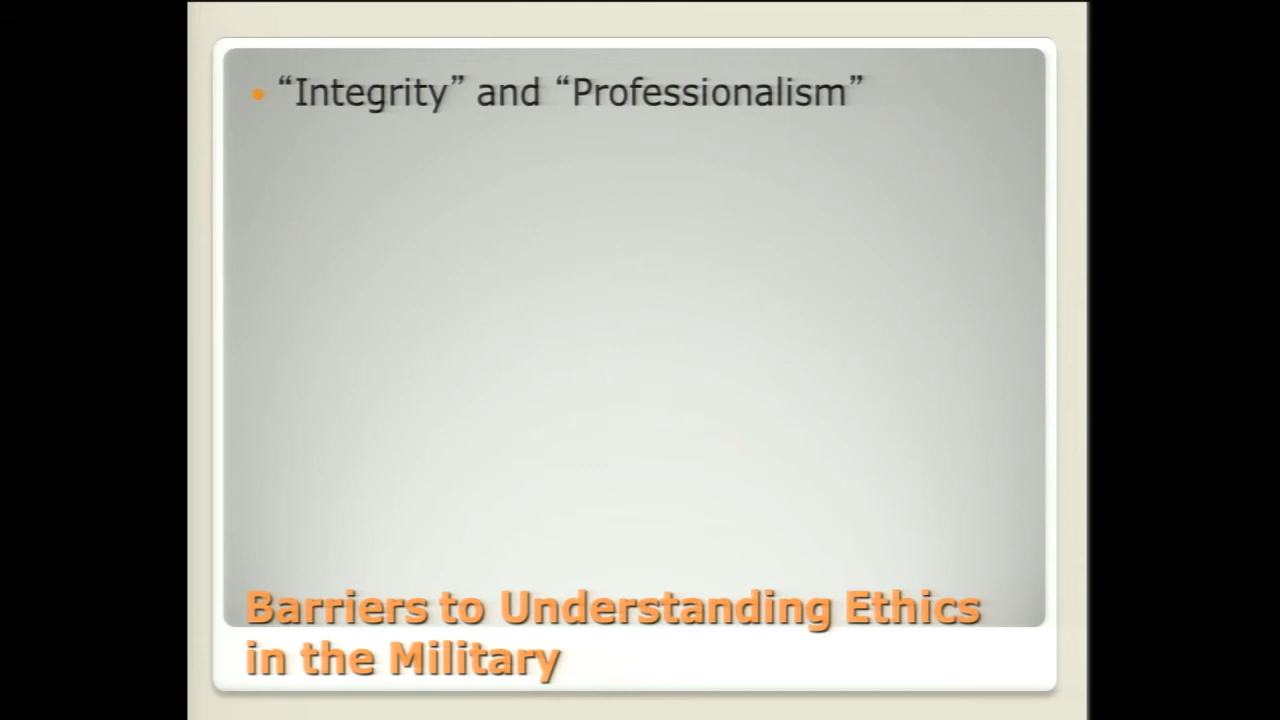 • “Integrity” and “Professionalism”
Barriers to Understanding Ethics
in the Military